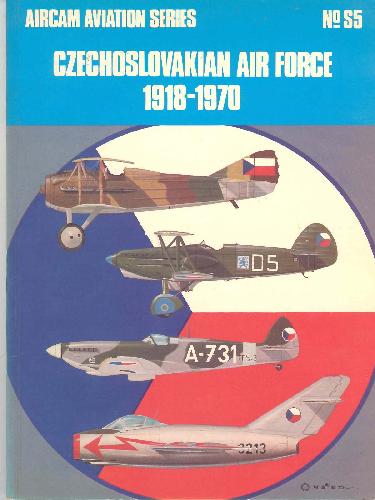 AIRCAM AVIATION SERIES
No S5
CZECHOSLOVAKIAN AIR FORCE
1918-1970
D5
A-731
3213